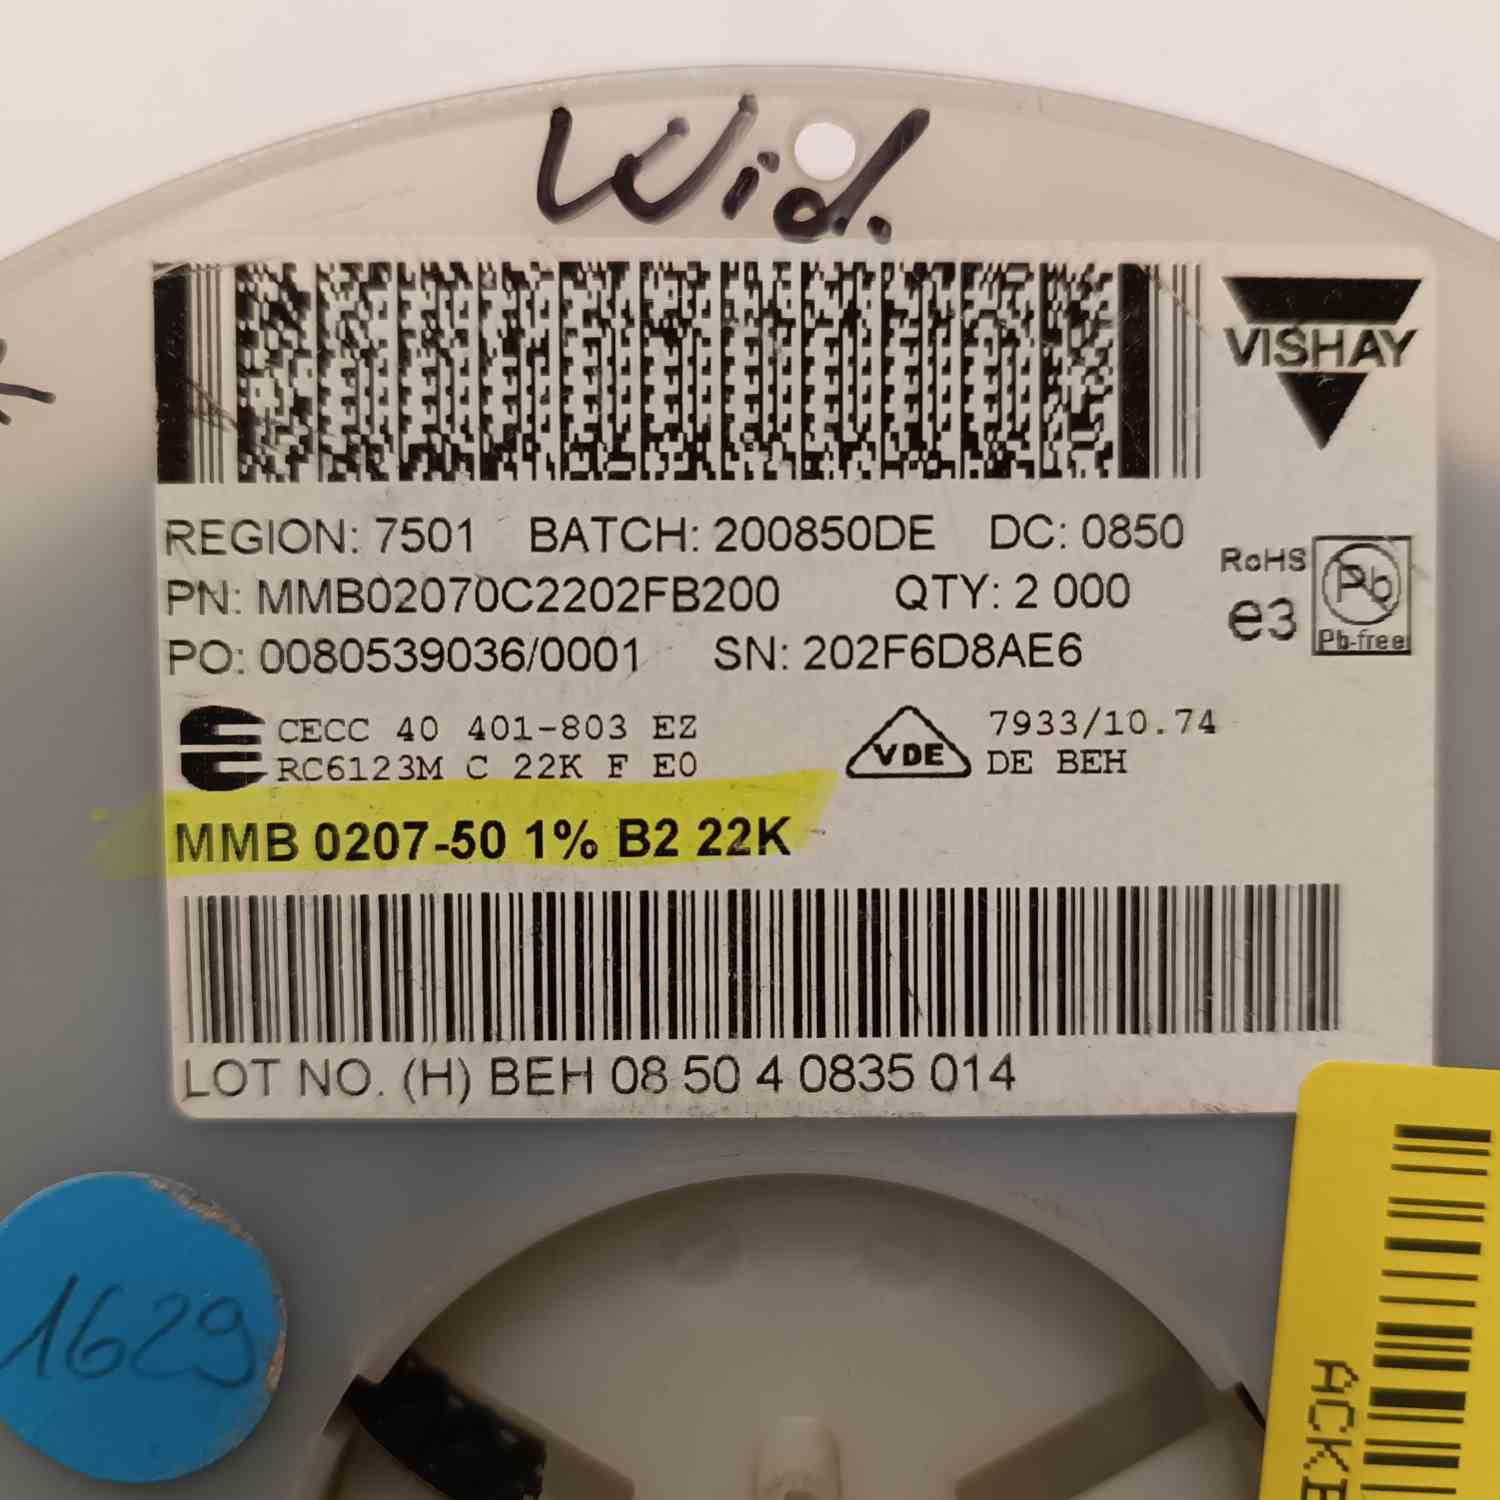 Wid.
VISHAY
REGION: 7501 BATCH: 200850DE DC: 0850
PN: MMB02070C2202FB200 QTY: 2 000
PO: 0080539036/0001 SN: 202F6D8AE6
RoHS
e3
Pb
Pb-free
CECC 40 401-803 EZ
RC6123M C 22K F E0
VDE
7933/10.74
DE BEH
MMB 0207-50 1% B2 22K
LOT NO. (H) BEH 08 50 4 0835 014
1629